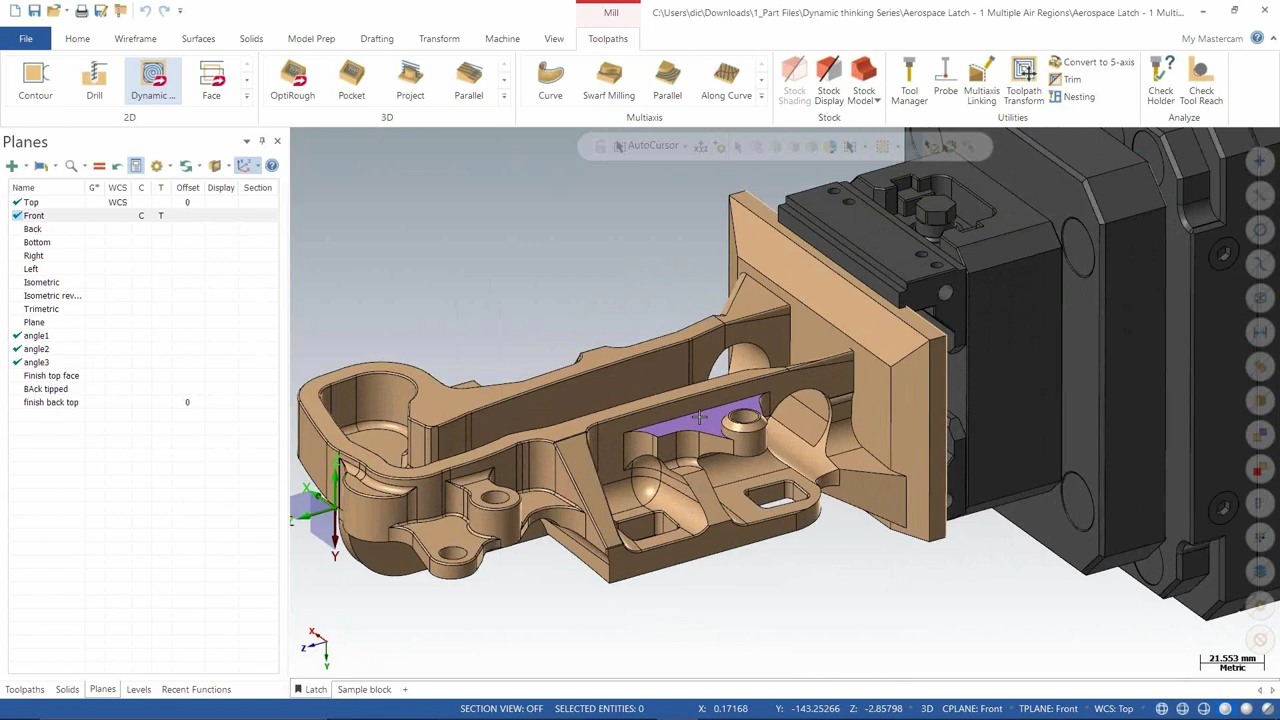 Mill
C:\Users\dic\Downloads\1_Part Files\Dynamic thinking Series\Aerospace Latch - 1 Multiple Air Regions\Aerospace Latch - 1 Multi...
File
Home
Wireframe
Surfaces
Solids
Model Prep
Drafting
Transform
Machine
View
Toolpaths
My Mastercam
Contour
Drill
Dynamic ...
Face
OptiRough
Pocket
Project
Parallel
Curve
Swarf Milling
Parallel
Along Curve
Stock Shading
Stock Display
Stock Model
Tool Manager
Probe
Multiaxis Linking
Toolpath Transform
Convert to 5-axis
Trim
Nesting
Check Holder
Check Tool Reach
2D
3D
Multiaxis
Stock
Utilities
Analyze
Planes
AutoCursor
Name G* WCS C T Offset Display Section
Top WCS 0
Front C T
Back
Bottom
Right
Left
Isometric
Isometric rev...
Trimetric
Plane
angle1
angle2
angle3
Finish top face
BAck tipped
finish back top 0
X
Y
X
Z
Y
21.553 mm
Metric
Toolpaths
Solids
Planes
Levels
Recent Functions
Latch
Sample block
+
SECTION VIEW: OFF
SELECTED ENTITIES: 0
X: 0.17168
Y: -143.25266
Z: -2.85798
3D
CPLANE: Front
TPLANE: Front
WCS: Top